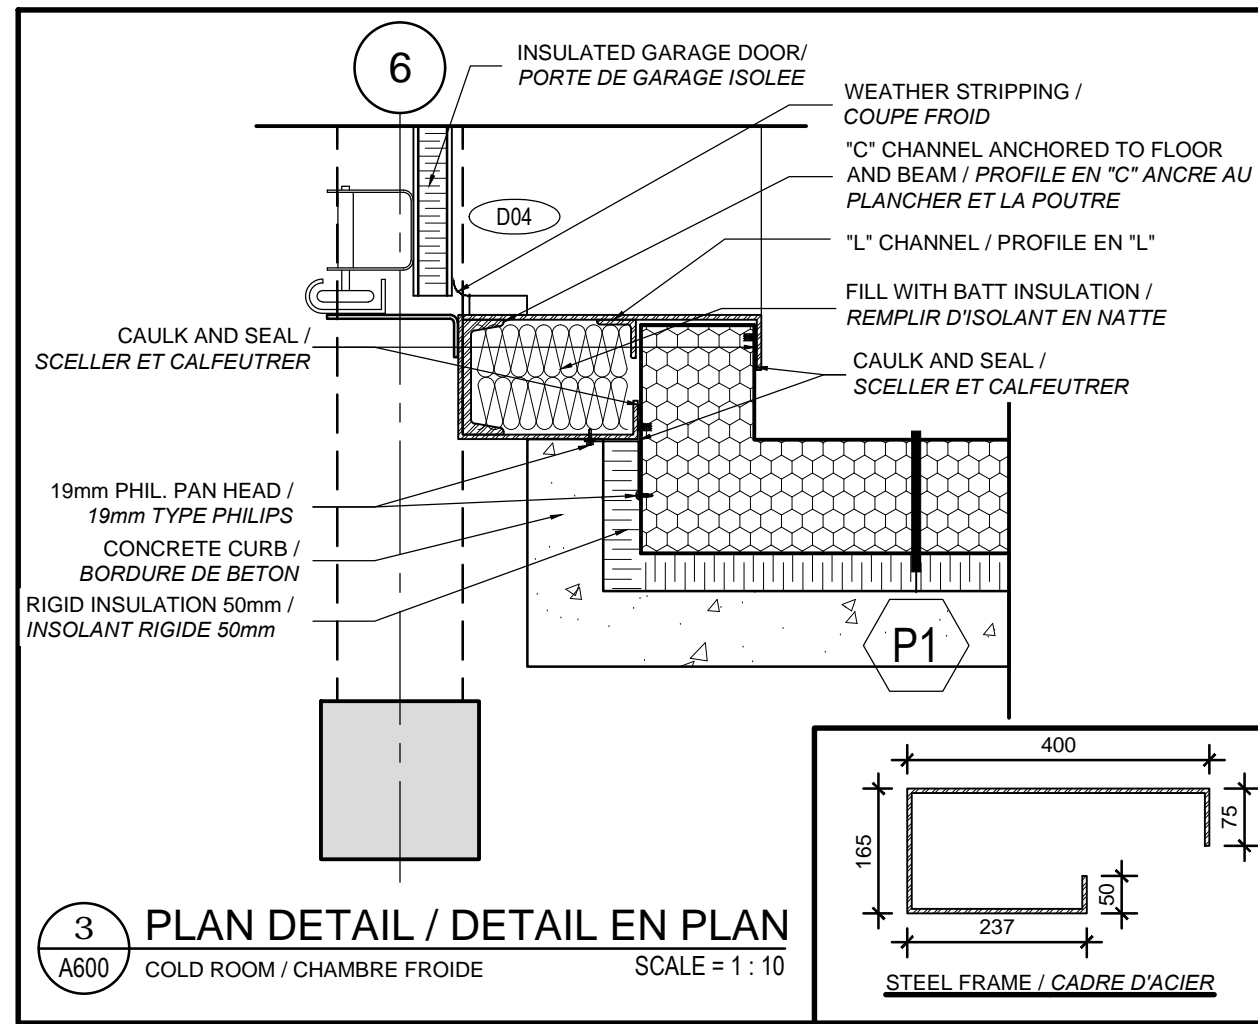 6
INSULATED GARAGE DOOR/
PORTE DE GARAGE ISOLEE
WEATHER STRIPPING /
COUPE FROID
"C" CHANNEL ANCHORED TO FLOOR
AND BEAM / PROFILE EN "C" ANCRE AU
PLANCHER ET LA POUTRE
D04
"L" CHANNEL / PROFILE EN "L"
FILL WITH BATT INSULATION /
REMPLIR D'ISOLANT EN NATTE
CAULK AND SEAL /
SCELLER ET CALFEUTRER
CAULK AND SEAL /
SCELLER ET CALFEUTRER
19mm PHIL. PAN HEAD /
19mm TYPE PHILIPS
CONCRETE CURB /
BORDURE DE BETON
RIGID INSULATION 50mm /
INSOLANT RIGIDE 50mm
P1
400
165
75
50
237
STEEL FRAME / CADRE D'ACIER
3
A600
PLAN DETAIL / DETAIL EN PLAN
COLD ROOM / CHAMBRE FROIDE
SCALE = 1 : 10